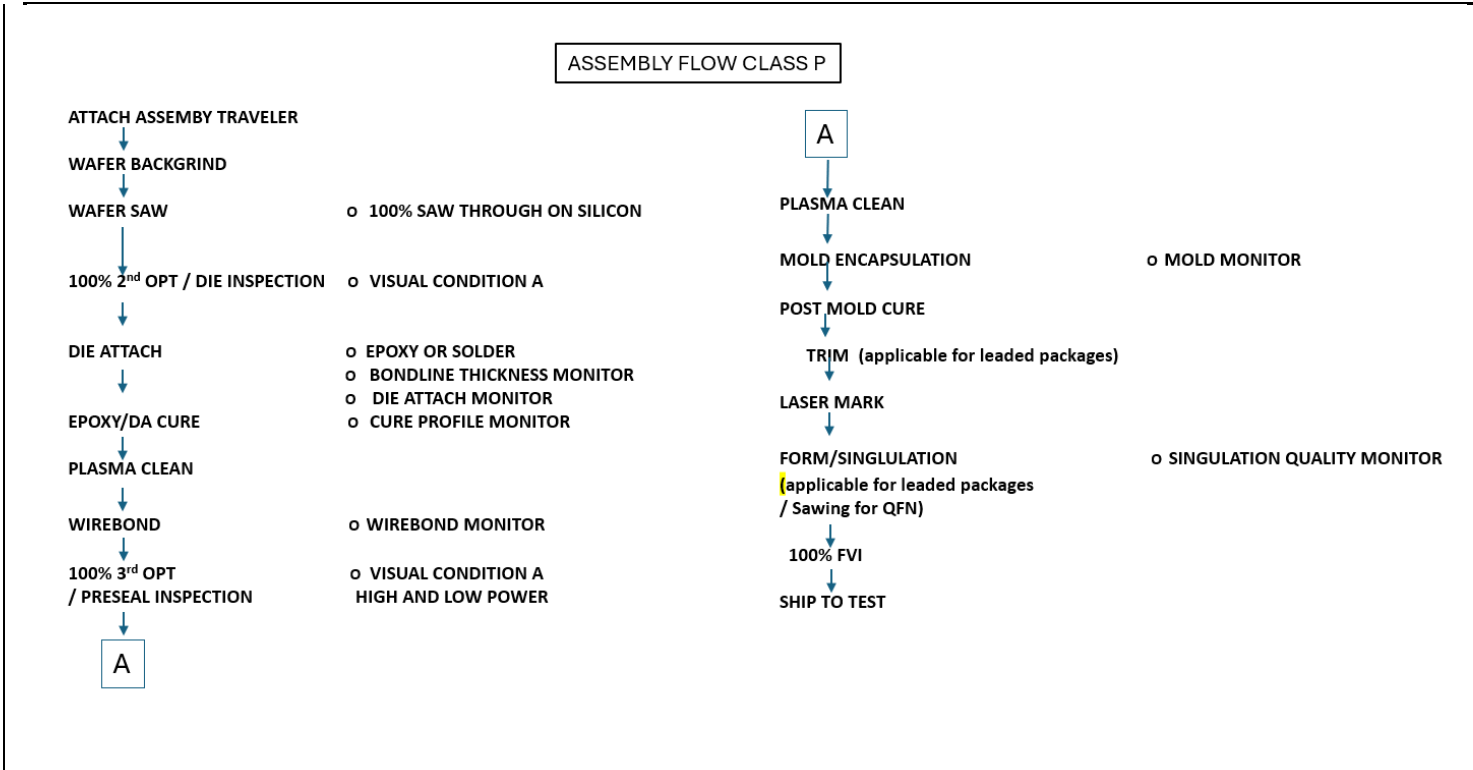 ASSEMBLY FLOW CLASS P
ATTACH ASSEMBY TRAVELER
WAFER BACKGRIND
WAFER SAW
o 100% SAW THROUGH ON SILICON
100% 2nd OPT / DIE INSPECTION
o VISUAL CONDITION A
DIE ATTACH
o EPOXY OR SOLDER
o BONDLINE THICKNESS MONITOR
o DIE ATTACH MONITOR
EPOXY/DA CURE
o CURE PROFILE MONITOR
PLASMA CLEAN
WIREBOND
o WIREBOND MONITOR
100% 3rd OPT
/ PRESEAL INSPECTION
o VISUAL CONDITION A
HIGH AND LOW POWER
A
A
PLASMA CLEAN
MOLD ENCAPSULATION
o MOLD MONITOR
POST MOLD CURE
TRIM (applicable for leaded packages)
LASER MARK
FORM/SINGLULATION
o SINGULATION QUALITY MONITOR
(applicable for leaded packages
/ Sawing for QFN)
100% FVI
SHIP TO TEST